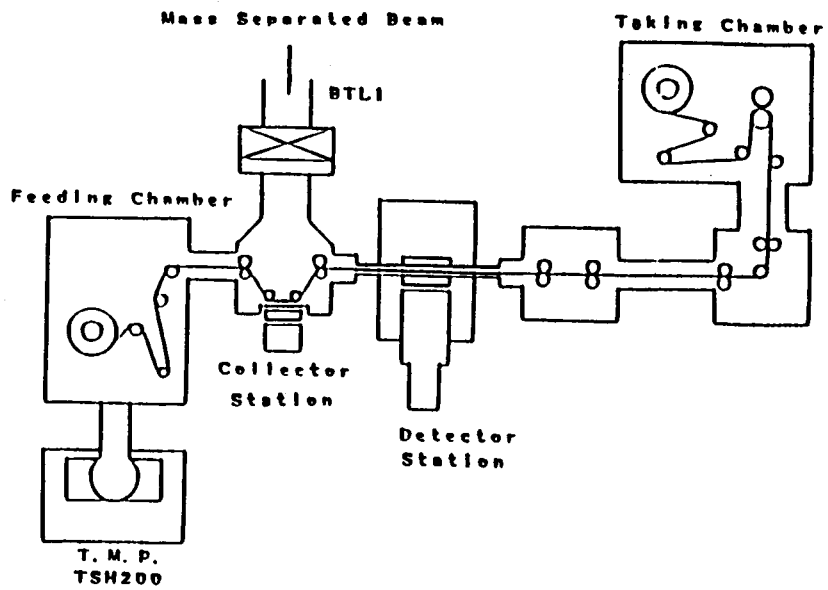 Mass Separated Beam
Taking Chamber
BTL1
Feeding Chamber
Collector
Station
Detector
Station
T. M. P.
TSH200